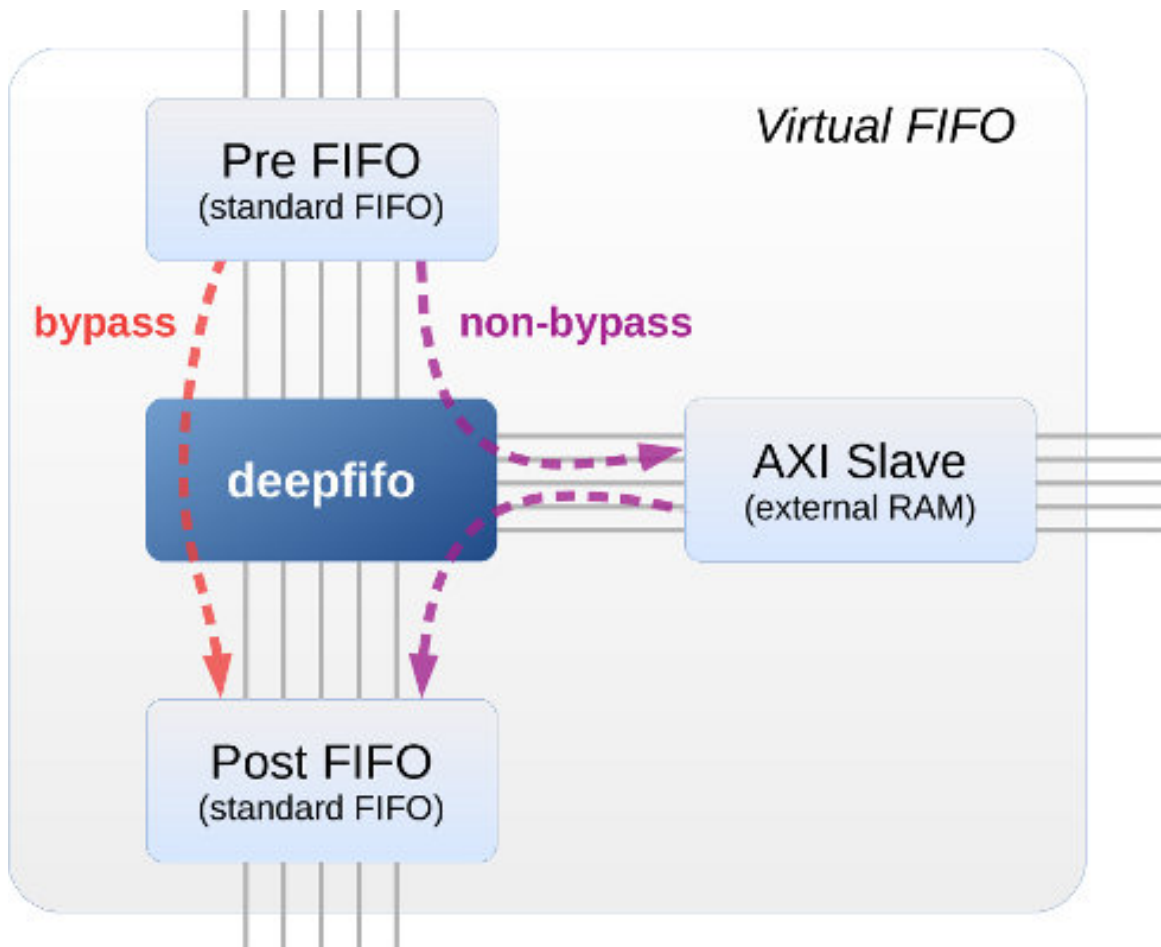 Virtual FIFO
Pre FIFO
(standard FIFO)
bypass
non-bypass
deepfifo
AXI Slave
(external RAM)
Post FIFO
(standard FIFO)